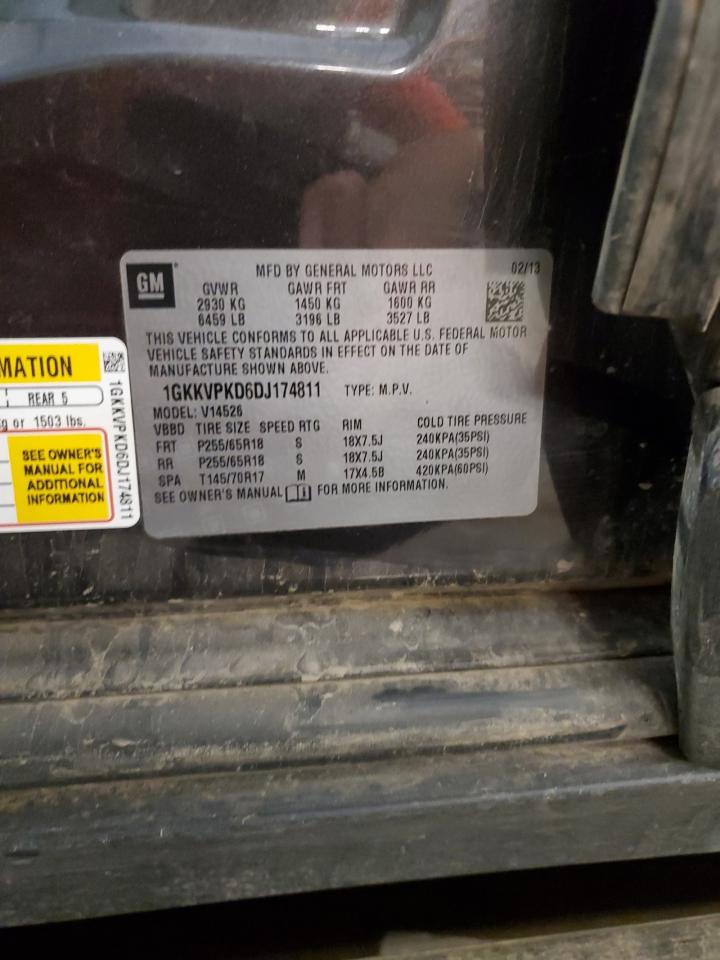 GM
MFD BY GENERAL MOTORS LLC 02/13
GVWR GAWR FRT GAWR RR
2930 KG 1450 KG 1600 KG
6459 LB 3196 LB 3527 LB
THIS VEHICLE CONFORMS TO ALL APPLICABLE U.S. FEDERAL MOTOR
VEHICLE SAFETY STANDARDS IN EFFECT ON THE DATE OF
MANUFACTURE SHOWN ABOVE.
1GKKVPKD6DJ174811 TYPE: M.P.V.
MODEL: V14526
VBBD TIRE SIZE SPEED RTG RIM COLD TIRE PRESSURE
FRT P255/65R18 S 18X7.5J 240KPA(35PSI)
RR P255/65R18 S 18X7.5J 240KPA(35PSI)
SPA T145/70R17 M 17X4.5B 420KPA(60PSI)
SEE OWNER'S MANUAL FOR MORE INFORMATION.
MATION
REAR 5
g or 1503 lbs.
SEE OWNER'S
MANUAL FOR
ADDITIONAL
INFORMATION
1GKKVPKD6DJ174811